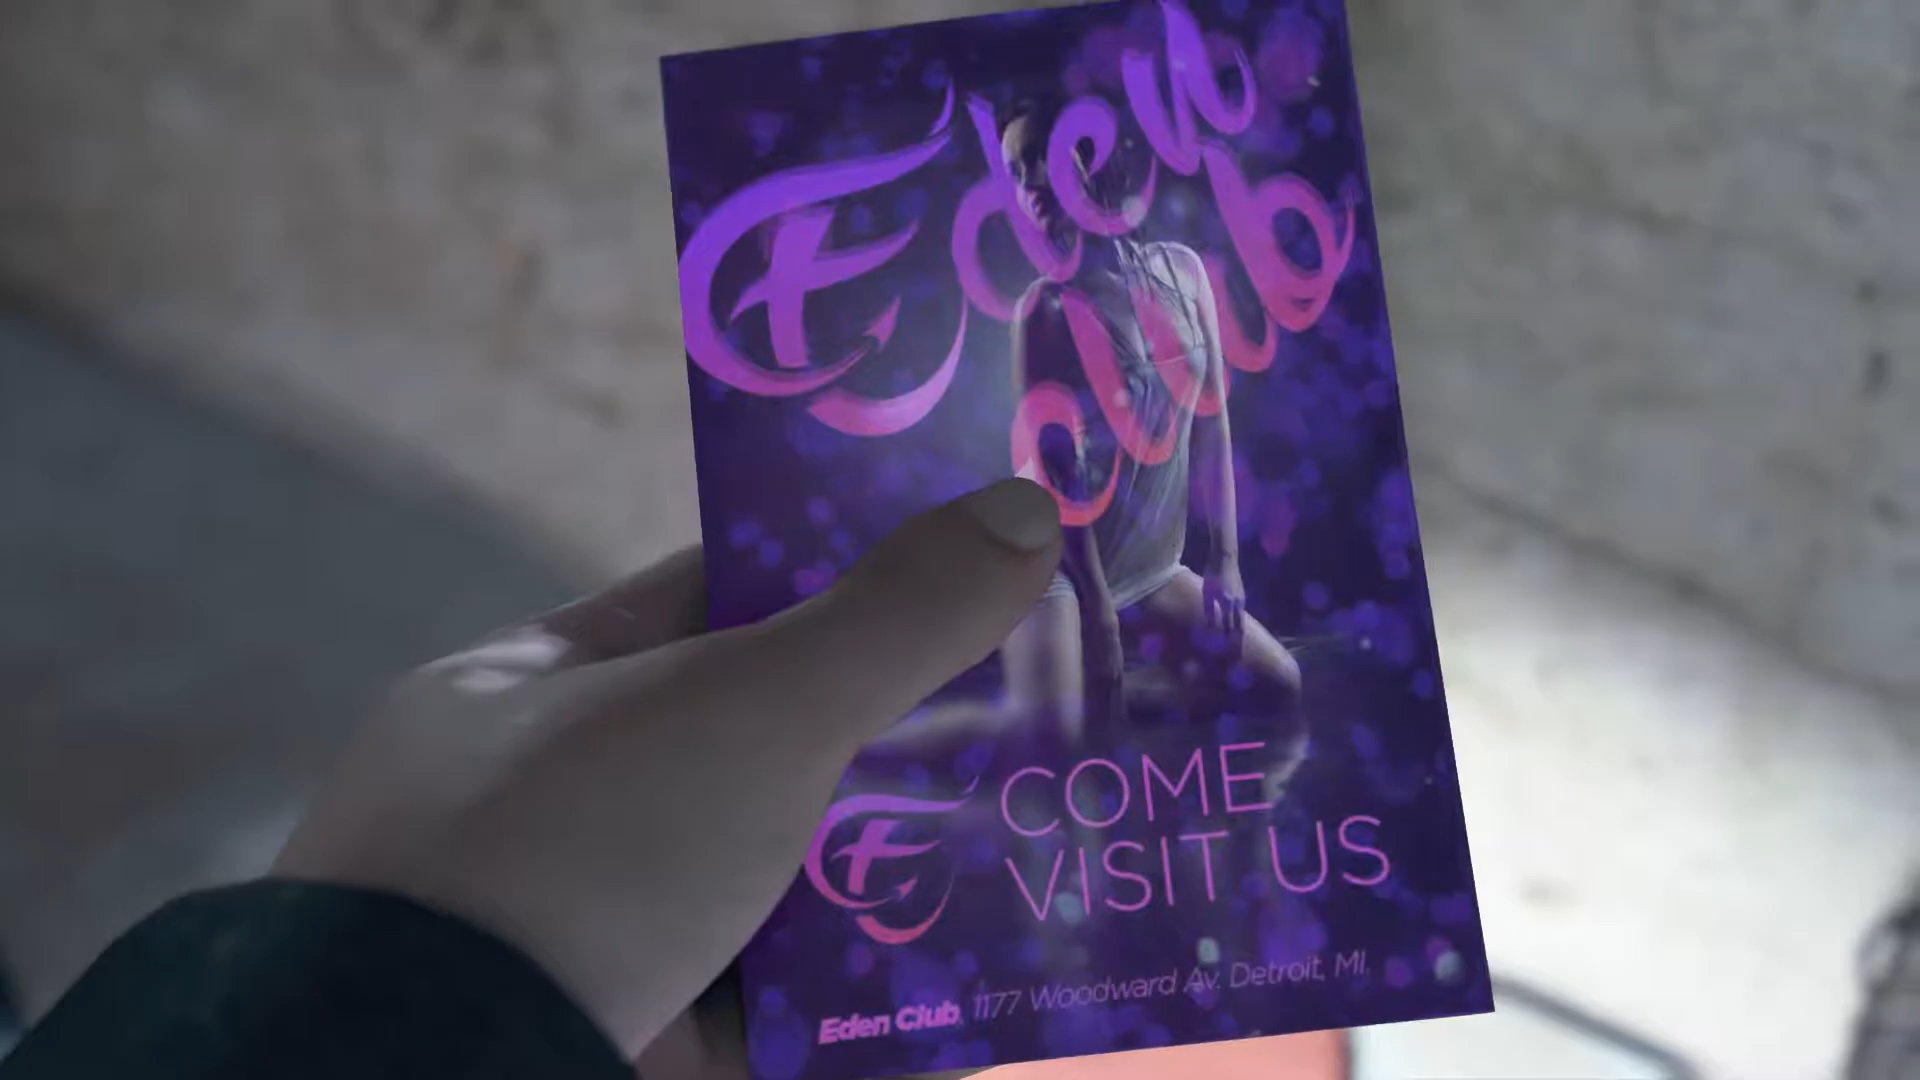 Eden
club
COME
VISIT US
Eden Club, 1177 Woodward Av. Detroit, MI.